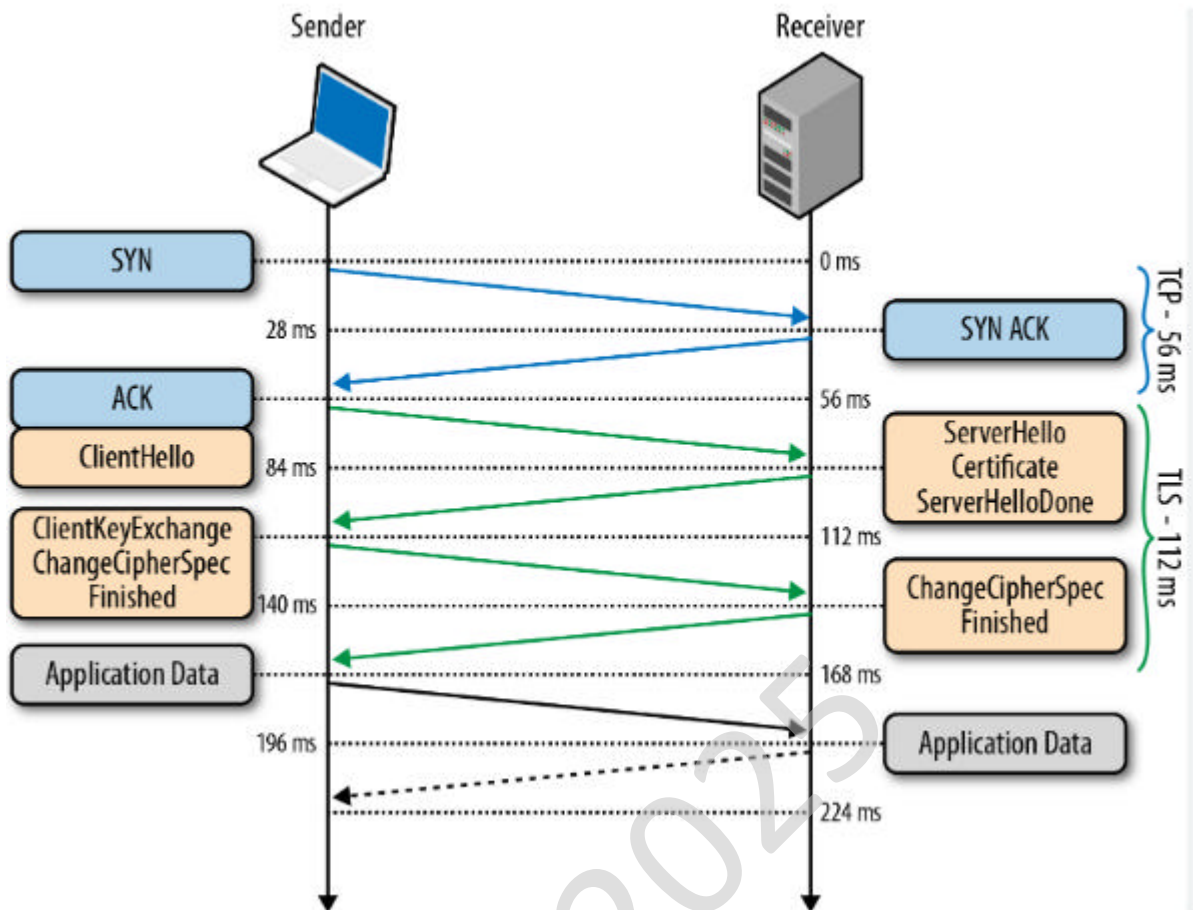 Sender
Receiver
SYN
0 ms
28 ms
SYN ACK
TCP - 56 ms
ACK
56 ms
ClientHello
84 ms
ServerHello
Certificate
ServerHelloDone
TLS - 112 ms
ClientKeyExchange
ChangeCipherSpec
Finished
112 ms
140 ms
ChangeCipherSpec
Finished
Application Data
168 ms
196 ms
Application Data
224 ms
2025